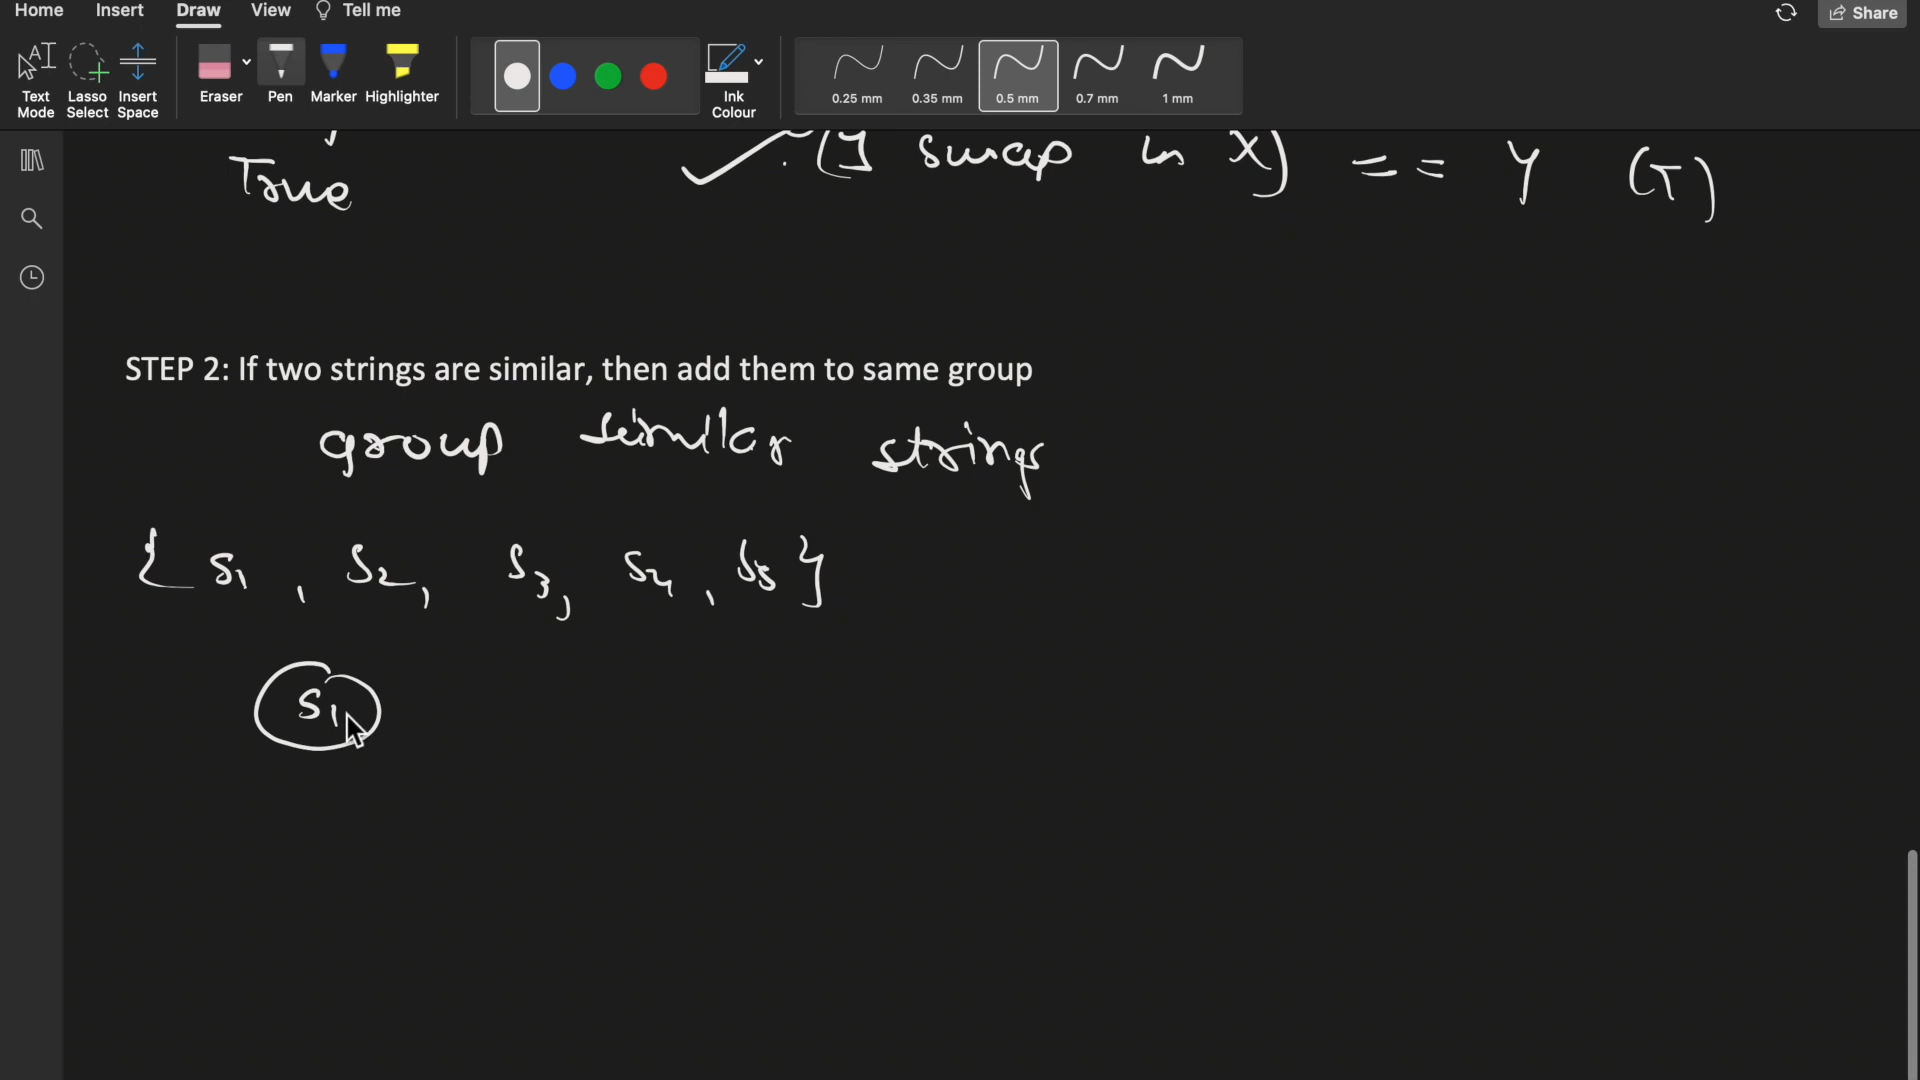 Home Insert Draw View Tell me Share
Text Mode Lasso Select Insert Space Eraser Pen Marker Highlighter Ink Colour 0.25 mm 0.35 mm 0.5 mm 0.7 mm 1 mm
True (If swap in X) == Y (T)
STEP 2: If two strings are similar, then add them to same group
group similar strings
{ S1 , S2, S3, S4 , S5 }
S1